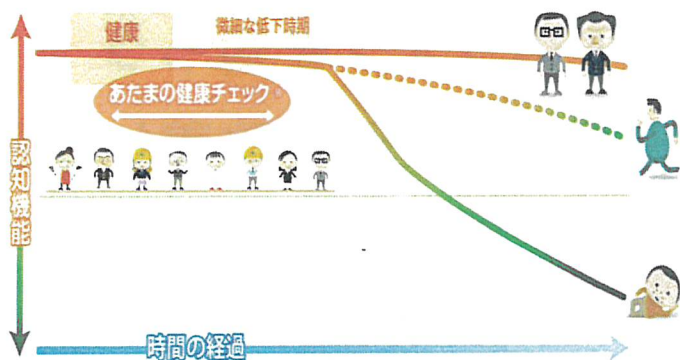 健康
微細な低下時期
あたまの健康チェック
認知機能
時間の経過